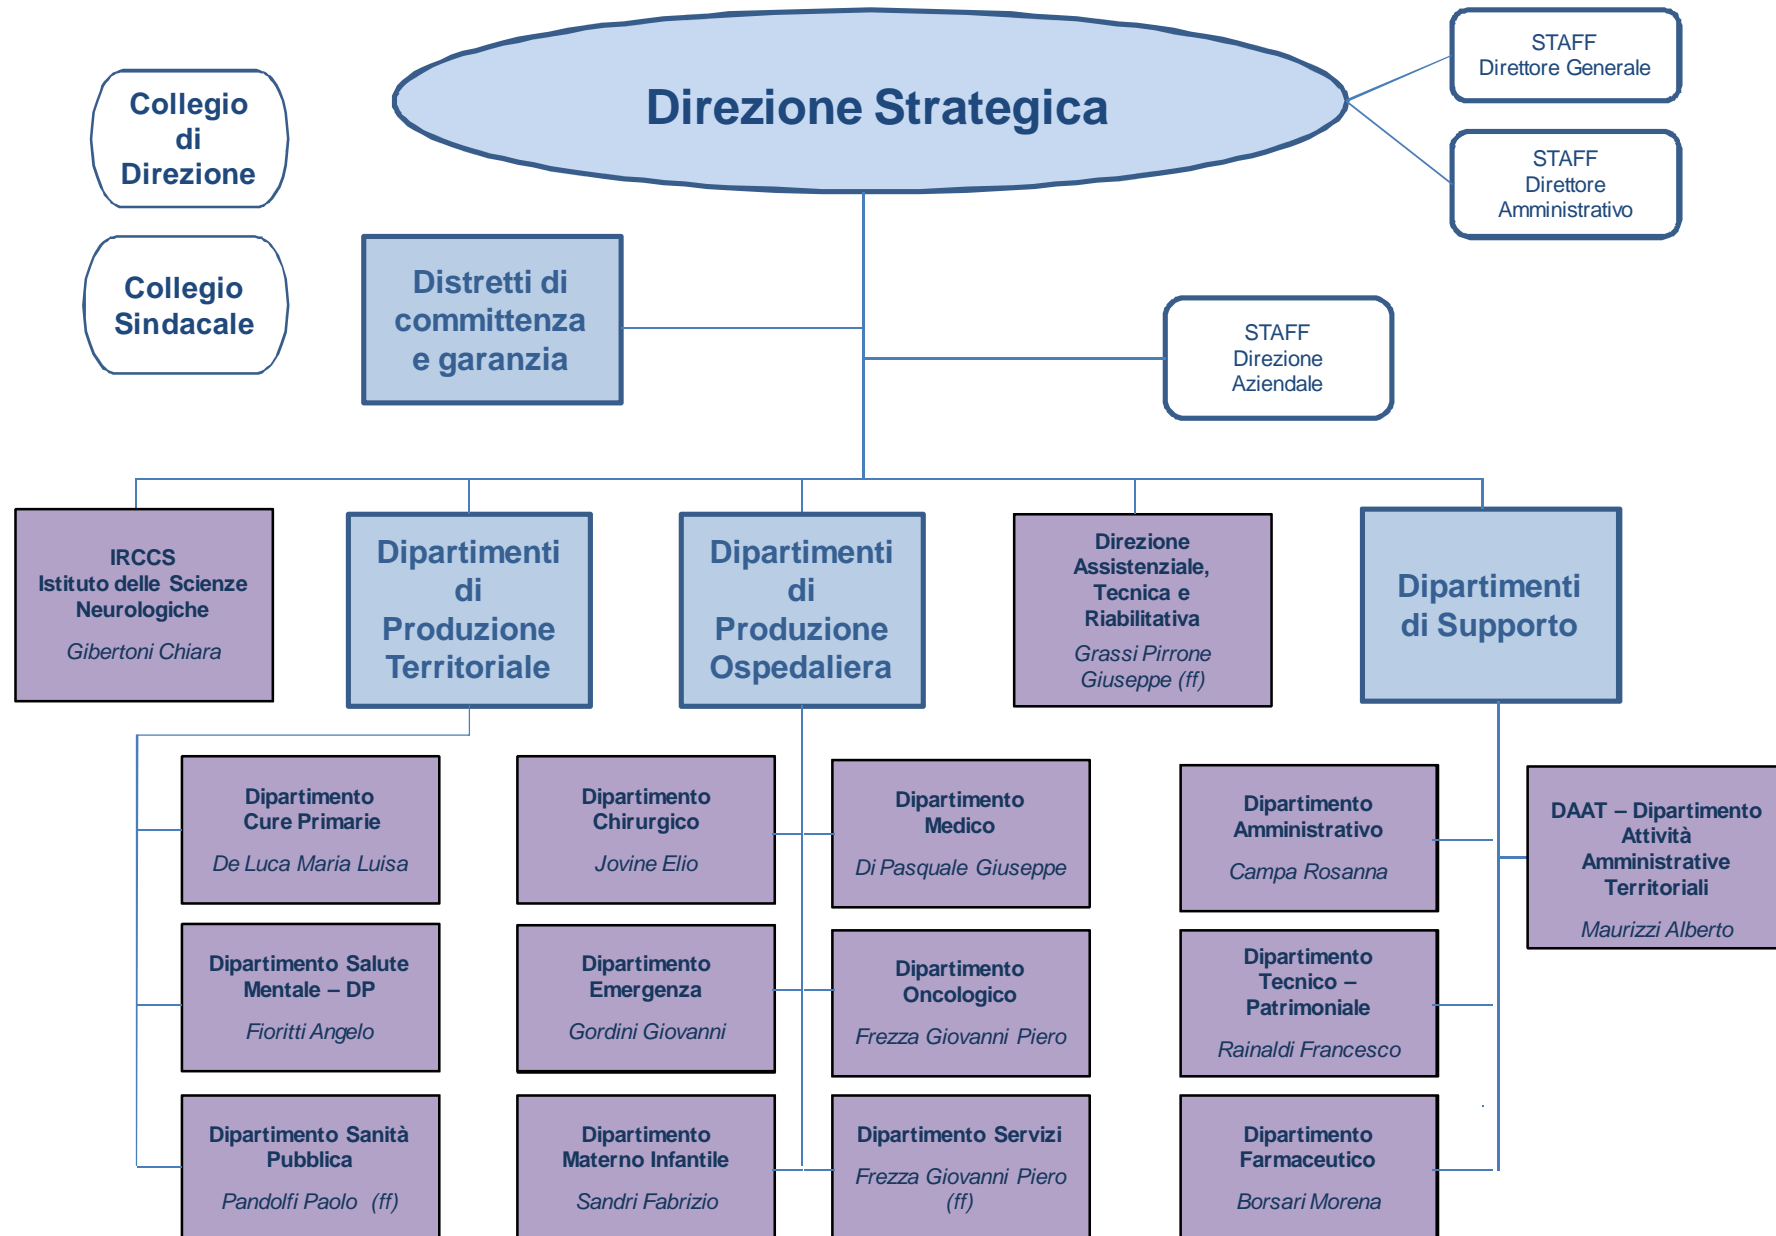 Direzione Strategica
STAFF
Direttore Generale
STAFF
Direttore
Amministrativo
Collegio
di
Direzione
Collegio
Sindacale
Distretti di
committenza
e garanzia
STAFF
Direzione
Aziendale
IRCCS
Istituto delle Scienze
Neurologiche
Gibertoni Chiara
Dipartimenti
di
Produzione
Territoriale
Dipartimenti
di
Produzione
Ospedaliera
Direzione
Assistenziale,
Tecnica e
Riabilitativa
Grassi Pirrone
Giuseppe (ff)
Dipartimenti
di Supporto
Dipartimento
Cure Primarie
De Luca Maria Luisa
Dipartimento
Chirurgico
Jovine Elio
Dipartimento
Medico
Di Pasquale Giuseppe
Dipartimento
Amministrativo
Campa Rosanna
DAAT – Dipartimento
Attività
Amministrative
Territoriali
Maurizzi Alberto
Dipartimento Salute
Mentale – DP
Fioritti Angelo
Dipartimento
Emergenza
Gordini Giovanni
Dipartimento
Oncologico
Frezza Giovanni Piero
Dipartimento
Tecnico –
Patrimoniale
Rainaldi Francesco
Dipartimento Sanità
Pubblica
Pandolfi Paolo (ff)
Dipartimento
Materno Infantile
Sandri Fabrizio
Dipartimento Servizi
Frezza Giovanni Piero
(ff)
Dipartimento
Farmaceutico
Borsari Morena